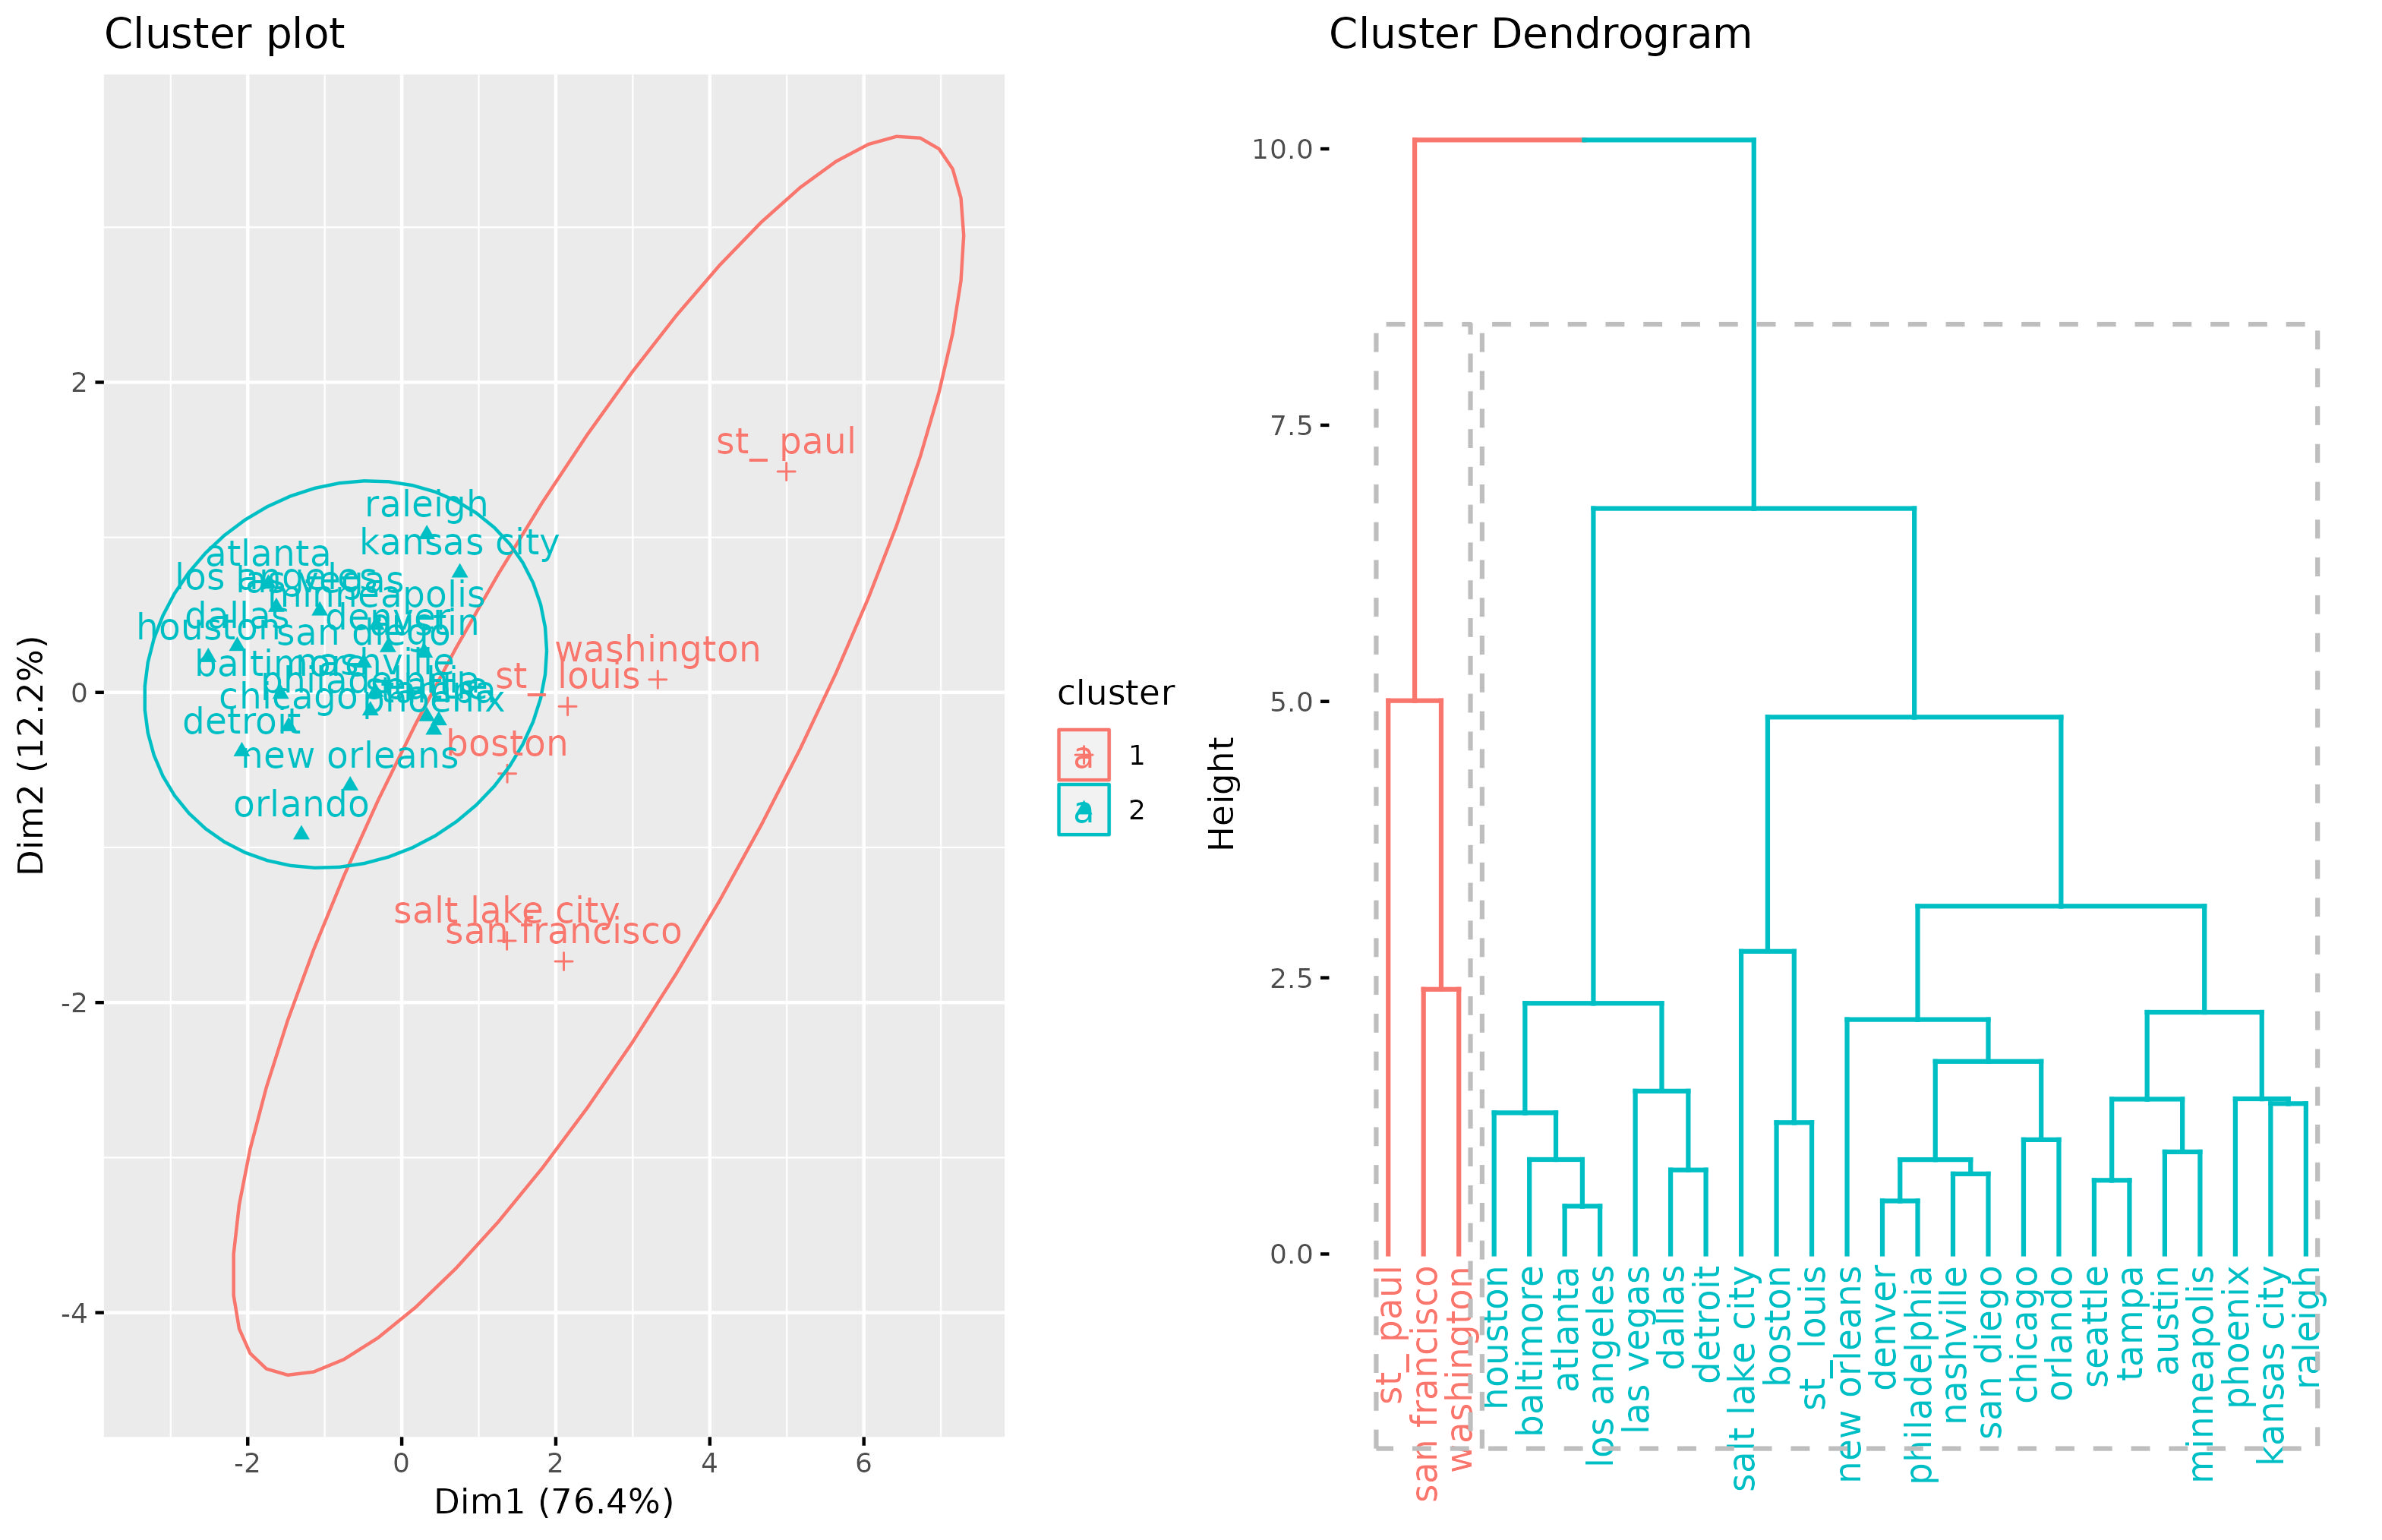 Cluster plot
Cluster Dendrogram
2
0
-2
-4
-2
0
2
4
6
Dim1 (76.4%)
Dim2 (12.2%)
st_ paul
raleigh
kansas city
atlanta
los angeles
las vegas
minneapolis
dallas
denver
austin
houston
san diego
washington
baltimore
nashville
st_ louis
philadelphia
seattle
tampa
chicago
phoenix
detroit
boston
new orleans
orlando
salt lake city
san francisco
cluster
a
1
a
2
Height
10.0
7.5
5.0
2.5
0.0
st_ paul
san francisco
washington
houston
baltimore
atlanta
los angeles
las vegas
dallas
detroit
salt lake city
boston
st_ louis
new orleans
denver
philadelphia
nashville
san diego
chicago
orlando
seattle
tampa
austin
minneapolis
phoenix
kansas city
raleigh